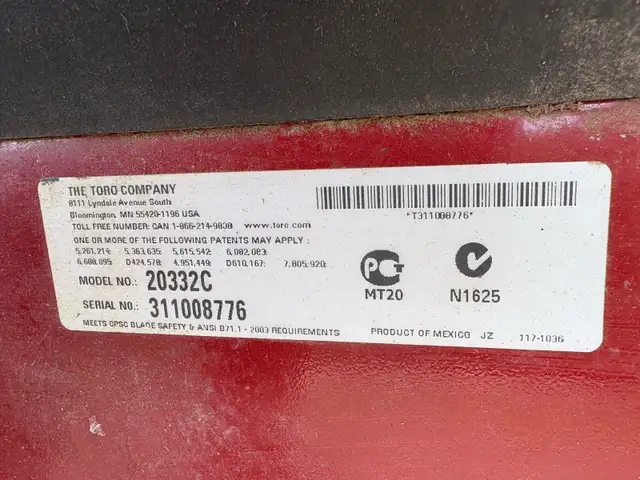 THE TORO COMPANY
8111 Lyndale Avenue South
Bloomington, MN 55420-1196 USA
TOLL FREE NUMBER: CAN 1-866-214-9838 www.toro.com
*T311008776*
ONE OR MORE OF THE FOLLOWING PATENTS MAY APPLY :
5,261,214; 5,363,635; 5,615,542 6,082,083;
6,688,095; D424,578; 4,951,449; D610,167; 7,805,920;
MODEL NO.: 20332C
SERIAL NO.: 311008776
PCT
MT20
N1625
MEETS CPSC BLADE SAFETY & ANSI B71.1 - 2003 REQUIREMENTS
PRODUCT OF MEXICO JZ 117-1036